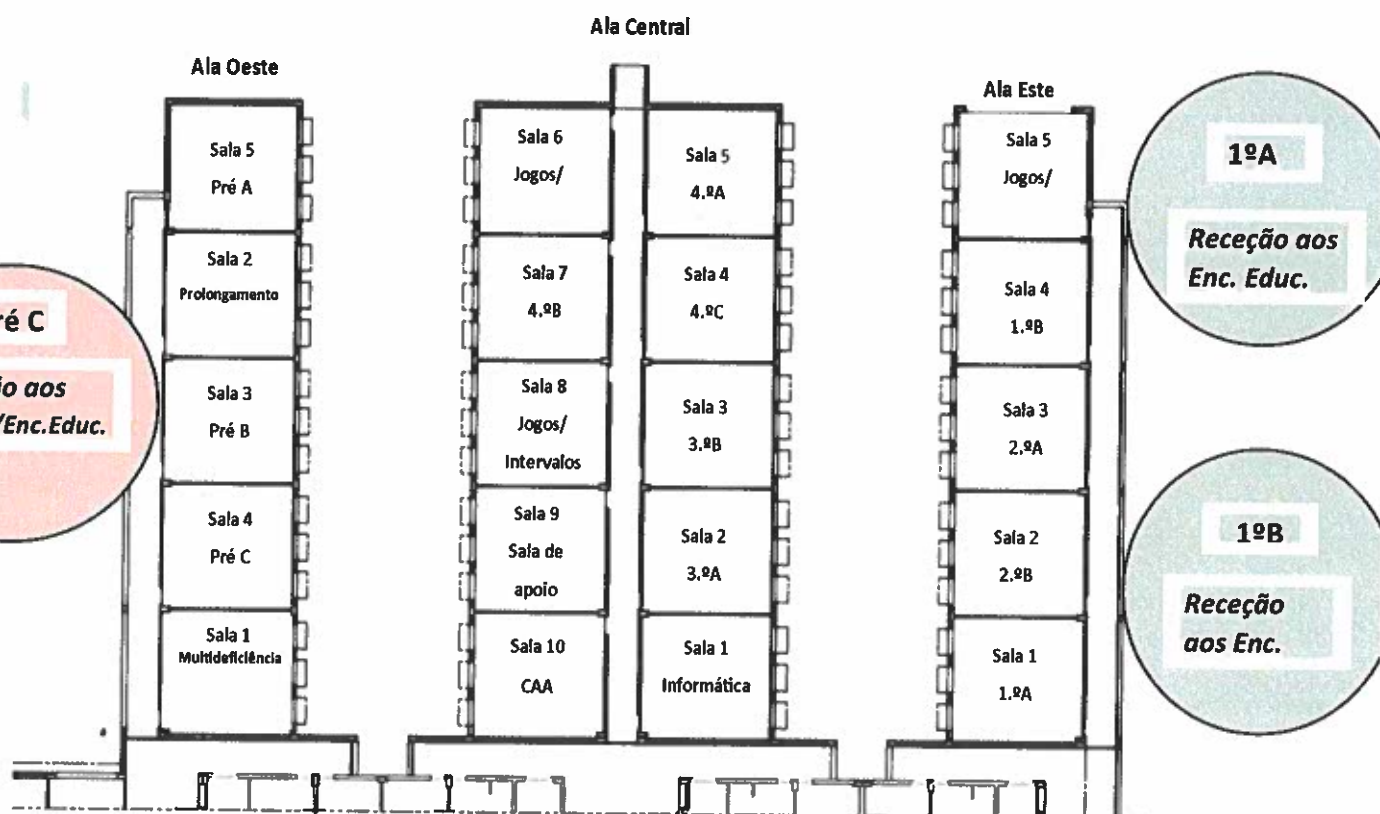 Ala Central
Ala Oeste
Ala Este
Sala 5
Pré A
Sala 2
Prolongamento
Sala 3
Pré B
Sala 4
Pré C
Sala 1
Multideficiência
Sala 6
Jogos/
Sala 7
4.ºB
Sala 8
Jogos/
Intervalos
Sala 9
Sala de
apoio
Sala 10
CAA
Sala 5
4.ºA
Sala 4
4.ºC
Sala 3
3.ºB
Sala 2
3.ºA
Sala 1
Informática
Sala 5
Jogos/
Sala 4
1.ºB
Sala 3
2.ºA
Sala 2
2.ºB
Sala 1
1.ºA
ré C
o aos
/Enc.Educ.
1ºA
Receção aos
Enc. Educ.
1ºB
Receção
aos Enc.